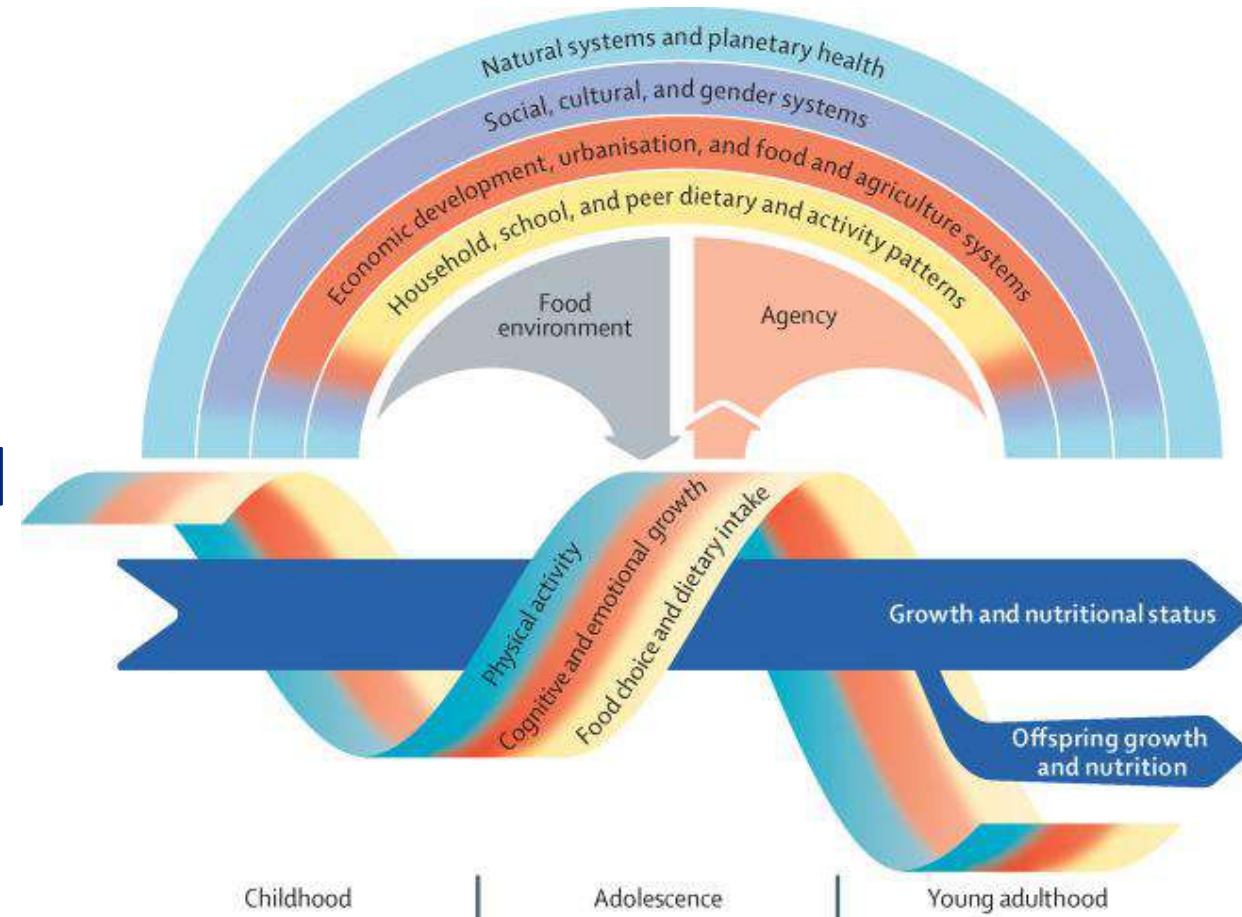 Natural systems and planetary health
Social, cultural, and gender systems
Economic development, urbanisation, and food and agriculture systems
Household, school, and peer dietary and activity patterns
Food
environment
Agency
Physical activity
Cognitive and emotional growth
Food choice and dietary intake
Growth and nutritional status
Offspring growth
and nutrition
Childhood
Adolescence
Young adulthood